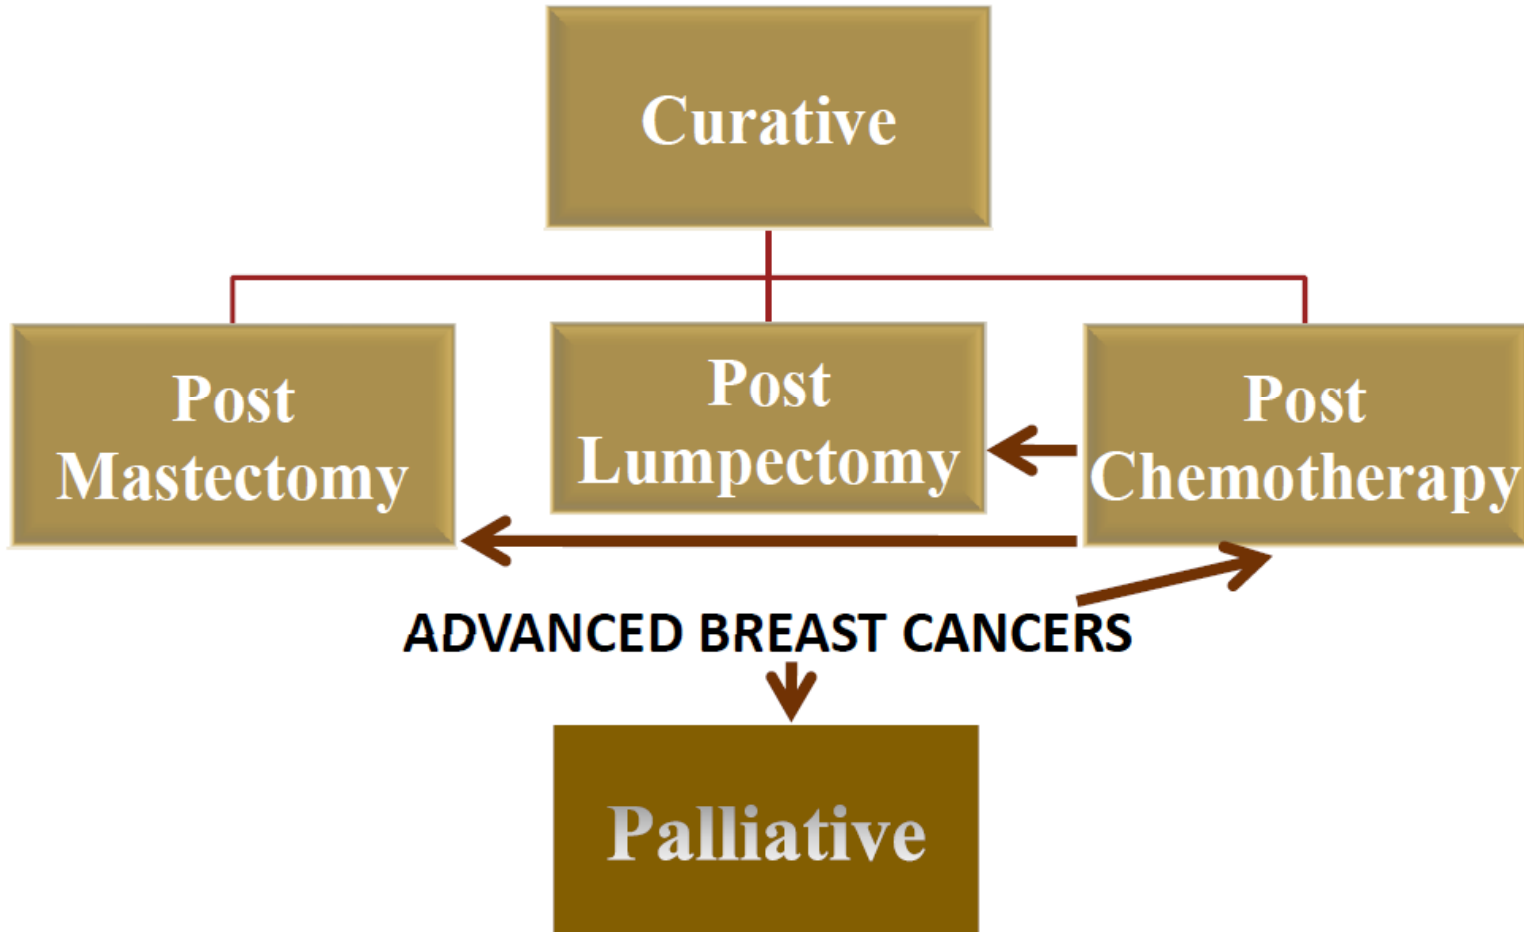 Curative
Post
Mastectomy
Post
Lumpectomy
Post
Chemotherapy
ADVANCED BREAST CANCERS
Palliative